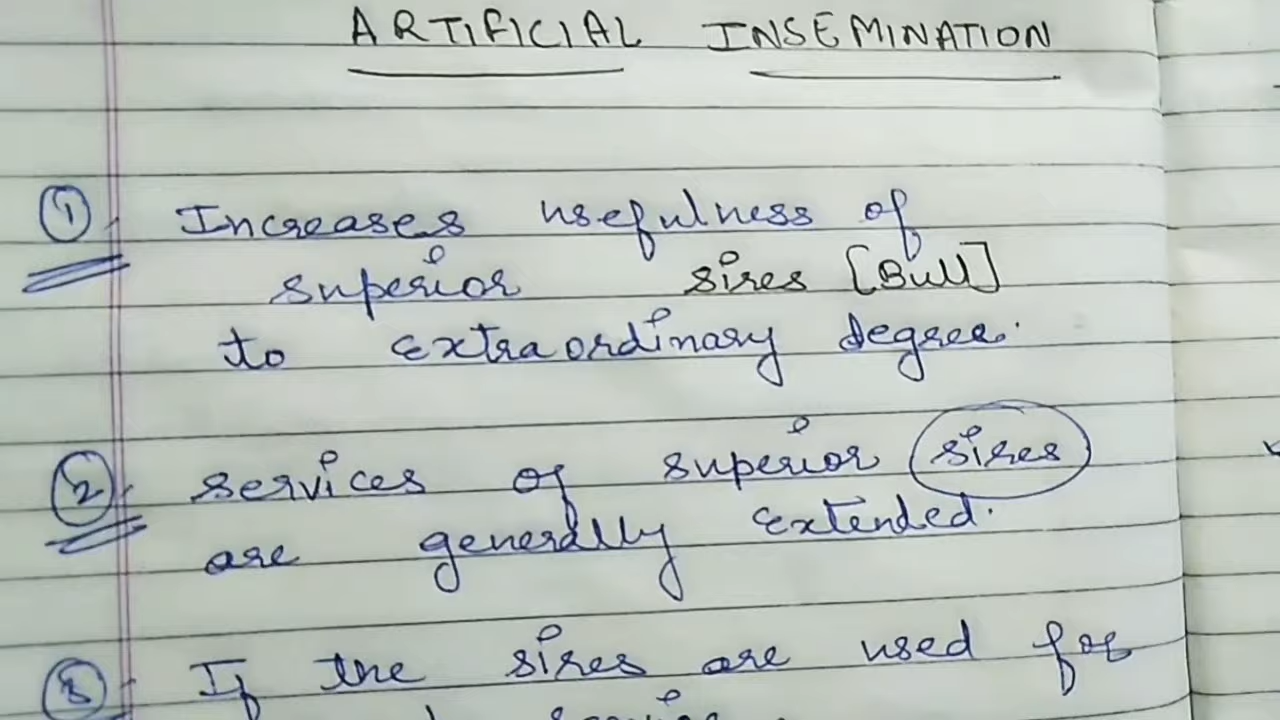 ARTIFICIAL INSEMINATION
1 Increases usefulness of
superior sires [Bull]
to extraordinary degree.
2 services of superior sires
are generally extended.
3 If the sires are used for